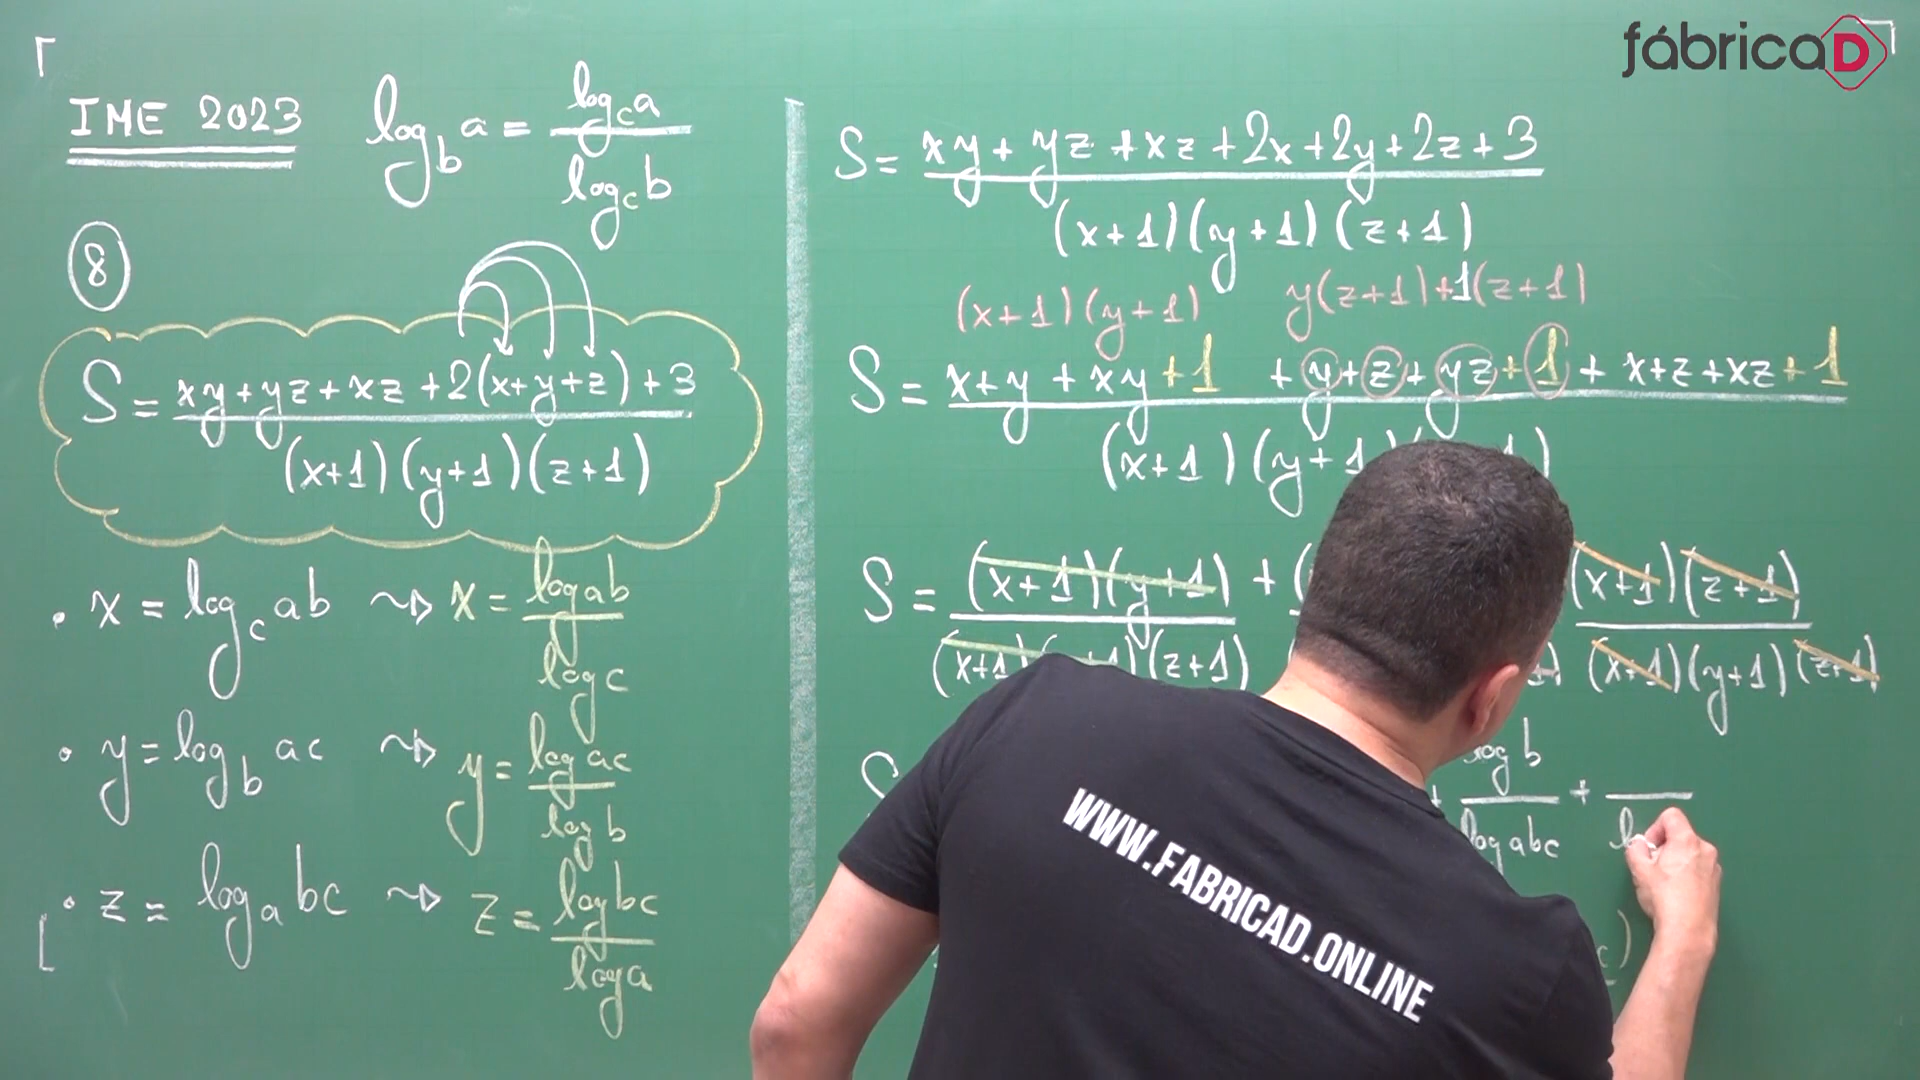 fábricaD
IME 2023
log_b a = log_c a / log_c b
8
S = xy + yz + xz + 2(x+y+z) + 3 / (x+1)(y+1)(z+1)
• x = log_c ab ⤳ x = log ab / log c
• y = log_b ac ⤳ y = log ac / log b
• z = log_a bc ⤳ z = log bc / log a
S = xy + yz + xz + 2x + 2y + 2z + 3
(x+1)(y+1)(z+1)
(x+1)(y+1) y(z+1)+1(z+1)
S = x+y+xy+1 + y+z+yz+1 + x+z+xz+1
(x+1)(y+1
S = (x+1)(y+1) + (x+1)(z+1)
(x+1) (z+1) (x+1)(y+1)(z+1)
S + log b / log abc +
WWW.FABRICAD.ONLINE